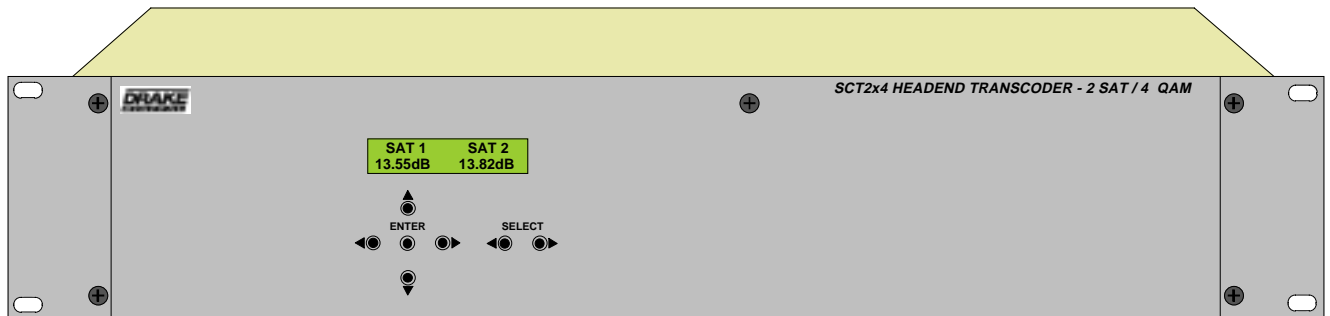 DRAKE
SCT2x4 HEADEND TRANSCODER - 2 SAT / 4 QAM
SAT 1 SAT 2
13.55dB 13.82dB
ENTER SELECT